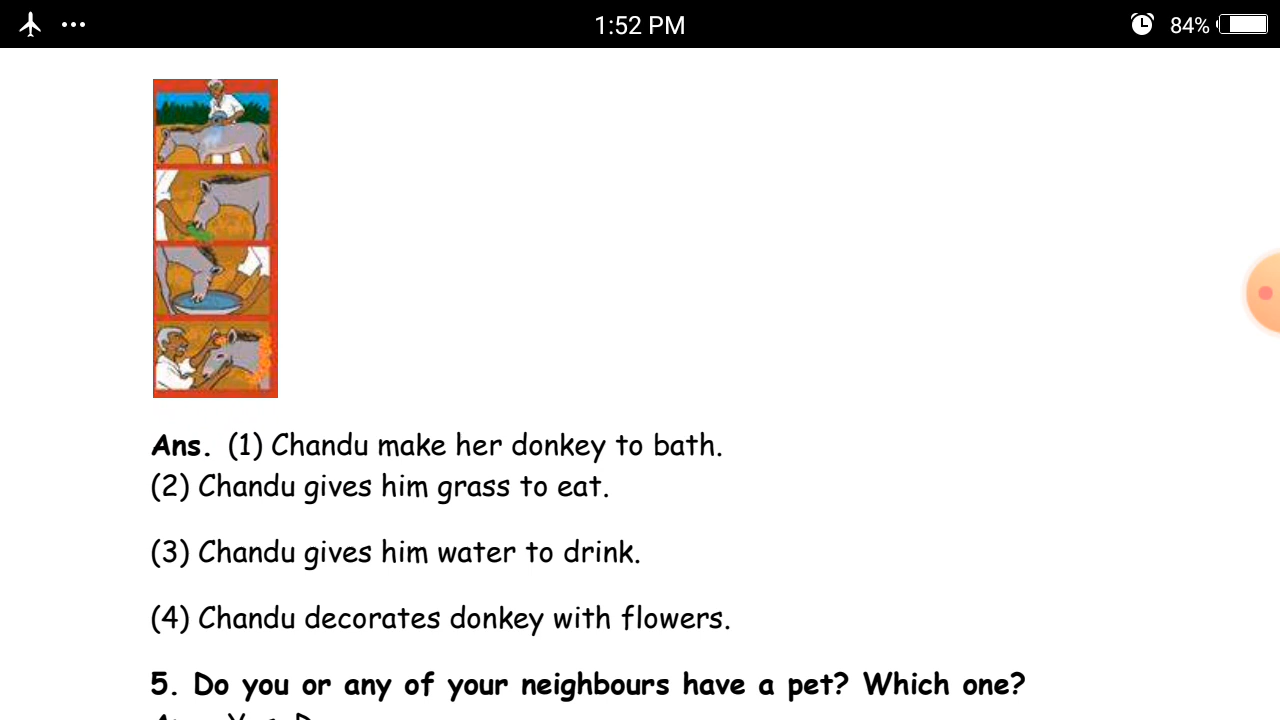 1:52 PM
84%
Ans. (1) Chandu make her donkey to bath.
(2) Chandu gives him grass to eat.
(3) Chandu gives him water to drink.
(4) Chandu decorates donkey with flowers.
5. Do you or any of your neighbours have a pet? Which one?